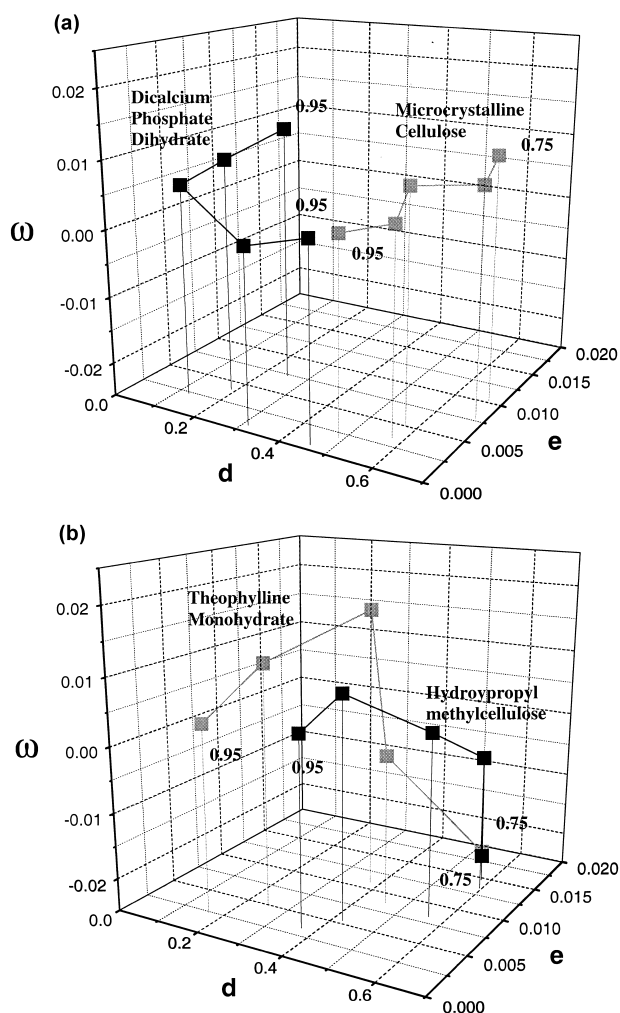 (a)
Dicalcium
Phosphate
Dihydrate
0.95
Microcrystalline
Cellulose
0.75
0.95
0.95
0.02
0.01
0.00
-0.01
-0.02
ω
0.0
0.2
0.4
0.6
d
0.000
0.005
0.010
0.015
0.020
e
(b)
Theophylline
Monohydrate
Hydroypropyl
methylcellulose
0.95
0.95
0.75
0.75
0.02
0.01
0.00
-0.01
-0.02
ω
0.0
0.2
0.4
0.6
d
0.000
0.005
0.010
0.015
0.020
e